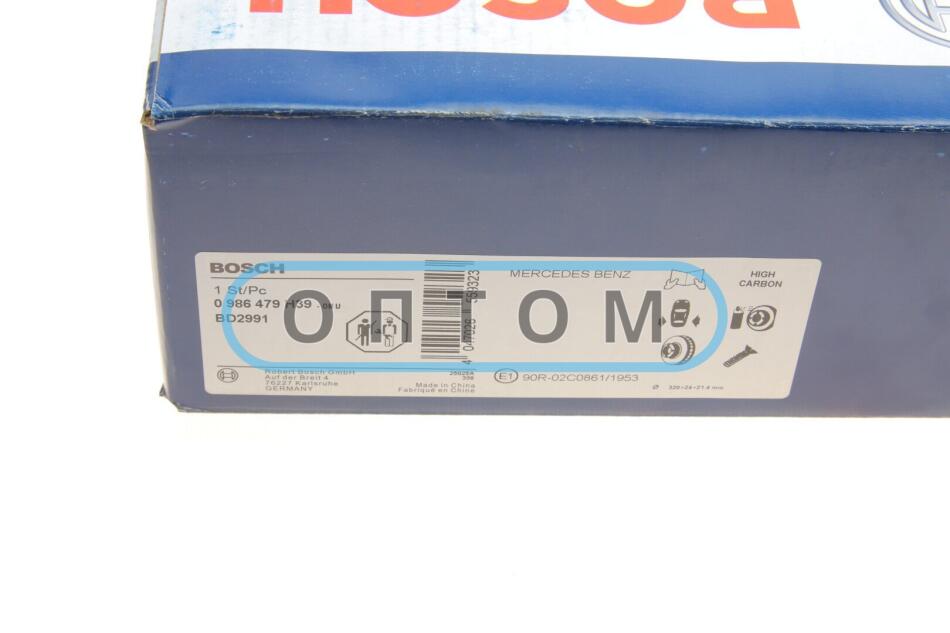 BOSCH
BOSCH
1 St/Pc
0 986 479 H39
BD2991
MERCEDES BENZ
HIGH
CARBON
ОПТОМ
Robert Bosch GmbH
Auf der Breit 4
76227 Karlsruhe
GERMANY
Made in China
Fabriqué en Chine
E1 90R-02C0861/1953